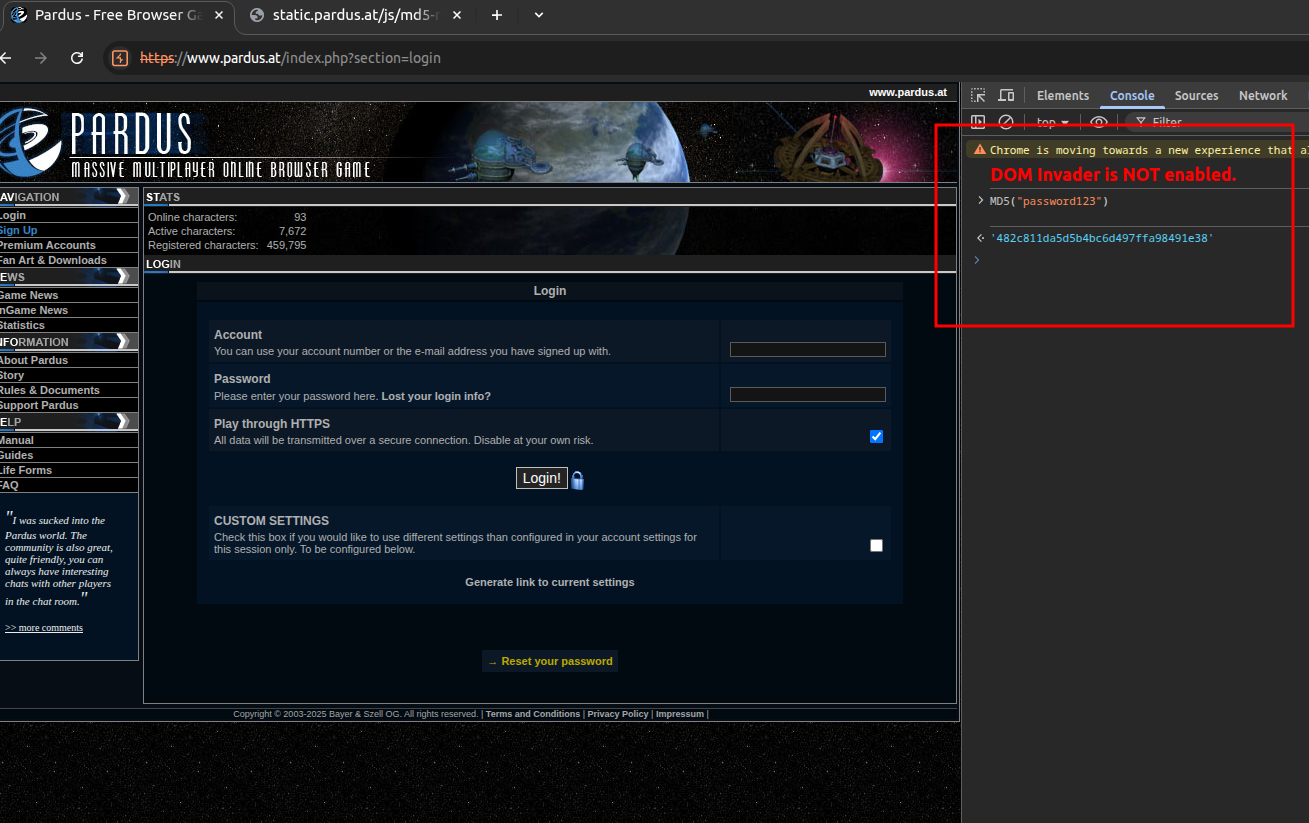 Pardus - Free Browser Ga
static.pardus.at/js/md5-
https://www.pardus.at/index.php?section=login
www.pardus.at
PARDUS
MASSIVE MULTIPLAYER ONLINE BROWSER GAME
AVIGATION
Login
Sign Up
Premium Accounts
Fan Art & Downloads
EWS
Game News
InGame News
Statistics
NFORMATION
About Pardus
Story
Rules & Documents
Support Pardus
ELP
Manual
Guides
Life Forms
FAQ
"I was sucked into the
Pardus world. The
community is also great,
quite friendly, you can
always have interesting
chats with other players
in the chat room."
>> more comments
STATS
Online characters: 93
Active characters: 7,672
Registered characters: 459,795
LOGIN
Login
Account
You can use your account number or the e-mail address you have signed up with.
Password
Please enter your password here. Lost your login info?
Play through HTTPS
All data will be transmitted over a secure connection. Disable at your own risk.
Login!
CUSTOM SETTINGS
Check this box if you would like to use different settings than configured in your account settings for
this session only. To be configured below.
Generate link to current settings
→ Reset your password
Copyright © 2003-2025 Bayer & Szell OG. All rights reserved. | Terms and Conditions | Privacy Policy | Impressum |
Elements Console Sources Network
top Filter
Chrome is moving towards a new experience that al
DOM Invader is NOT enabled.
MD5("password123")
'482c811da5d5b4bc6d497ffa98491e38'